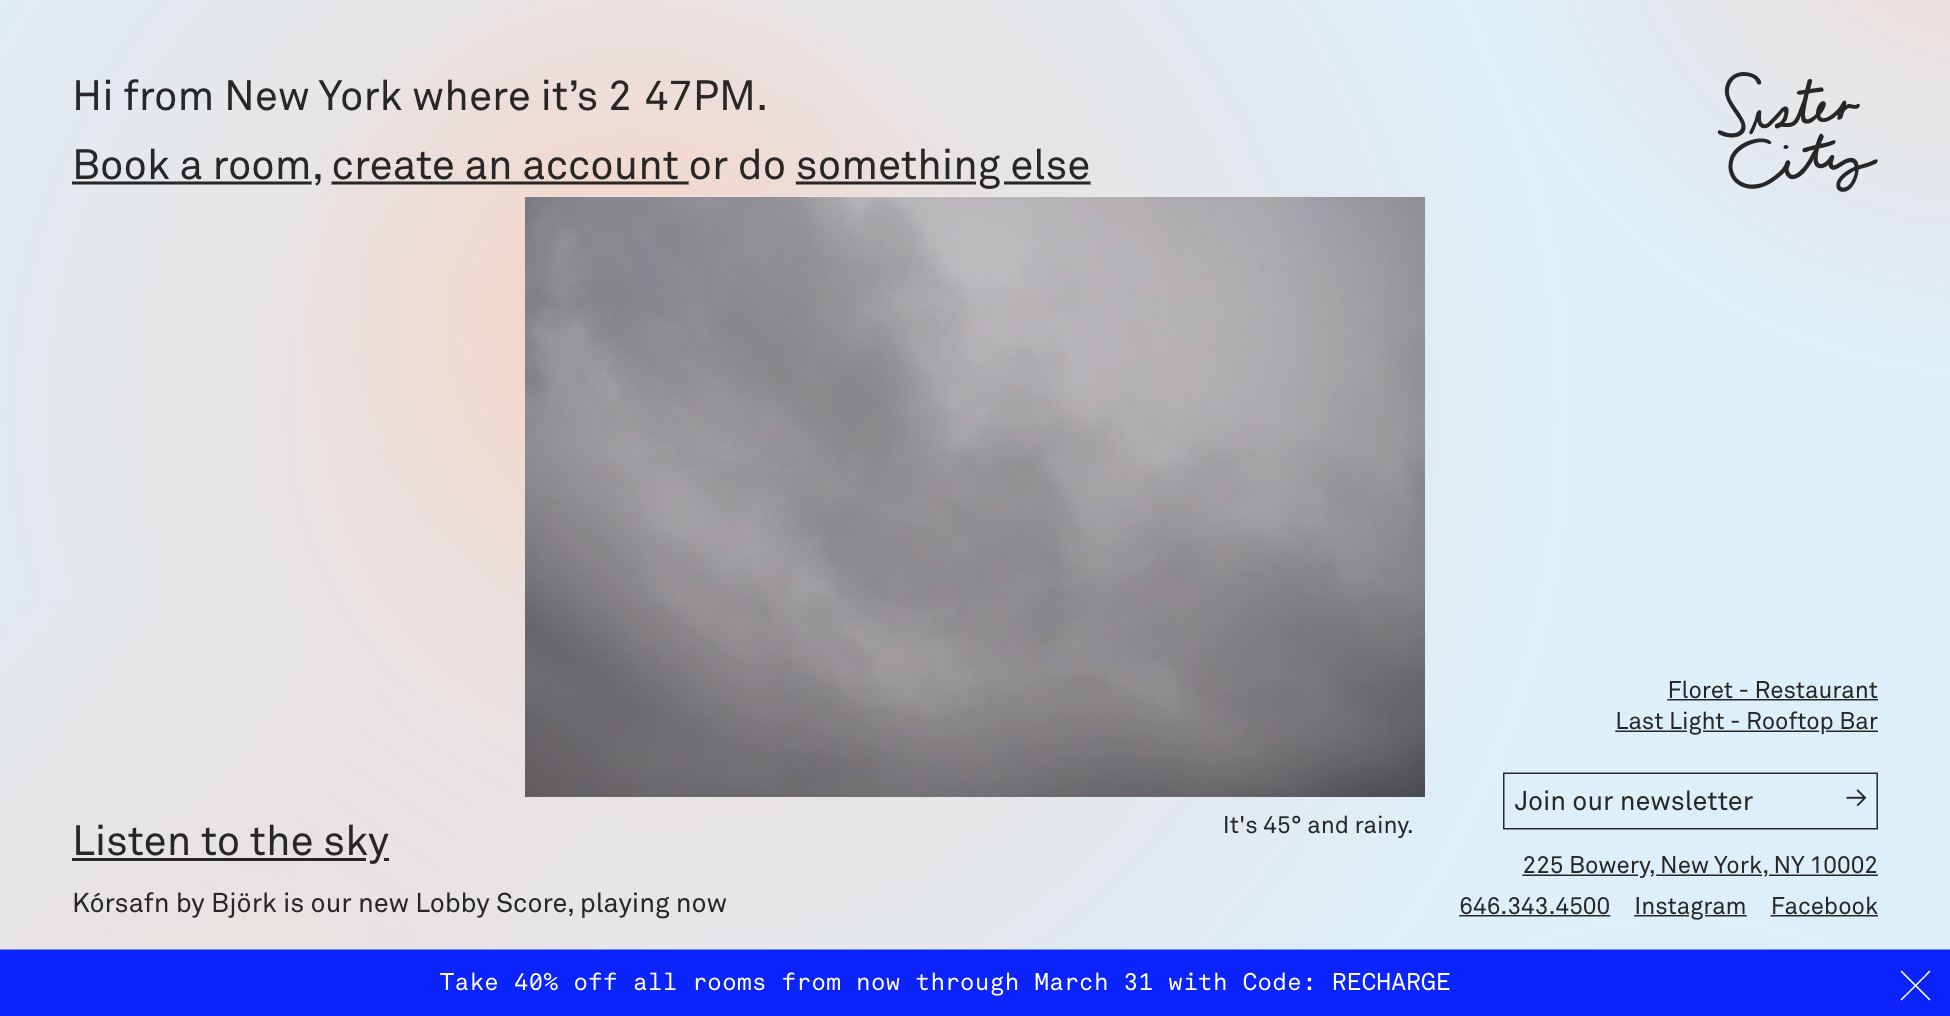 Hi from New York where it’s 2 47PM.
Book a room, create an account or do something else
Sister
City
Floret - Restaurant
Last Light - Rooftop Bar
Join our newsletter →
It's 45° and rainy.
Listen to the sky
225 Bowery, New York, NY 10002
Kórsafn by Björk is our new Lobby Score, playing now
646.343.4500 Instagram Facebook
Take 40% off all rooms from now through March 31 with Code: RECHARGE